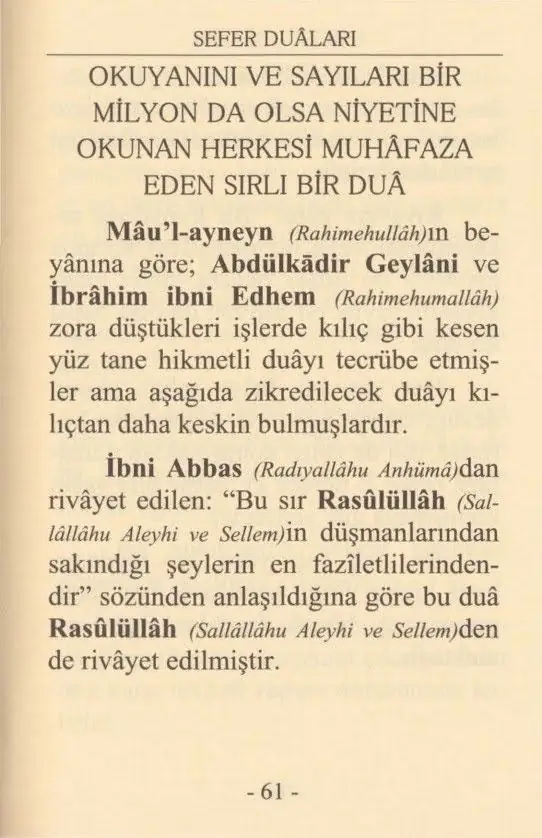 SEFER DUÂLARI
OKUYANINI VE SAYILARI BİR
MİLYON DA OLSA NİYETİNE
OKUNAN HERKESİ MUHÂFAZA
EDEN SIRLI BİR DUÂ
Mâu’l-ayneyn (Rahimehullâh)ın be-
yânına göre; Abdülkādir Geylâni ve
İbrâhim ibni Edhem (Rahimehumallâh)
zora düştükleri işlerde kılıç gibi kesen
yüz tane hikmetli duâyı tecrübe etmiş-
ler ama aşağıda zikredilecek duâyı kı-
lıçtan daha keskin bulmuşlardır.
İbni Abbas (Radıyallâhu Anhümâ)dan
rivâyet edilen: “Bu sır Rasûlüllâh (Sal-
lâllâhu Aleyhi ve Sellem)in düşmanlarından
sakındığı şeylerin en fazîletlilerinden-
dir” sözünden anlaşıldığına göre bu duâ
Rasûlüllâh (Sallâllâhu Aleyhi ve Sellem)den
de rivâyet edilmiştir.
- 61 -